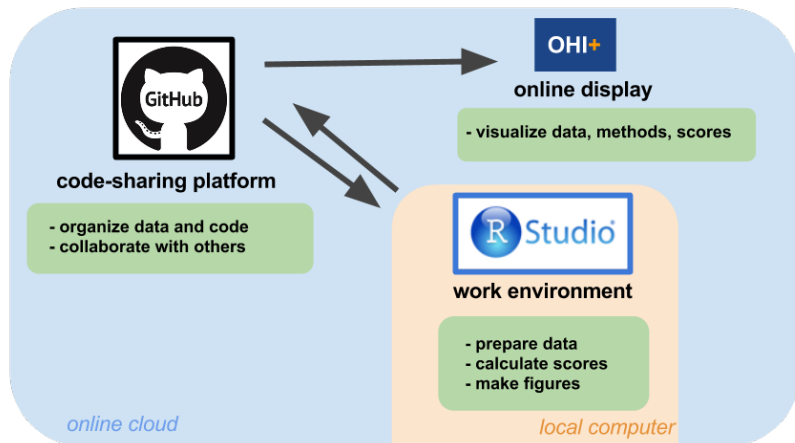 GitHub
code-sharing platform
- organize data and code
- collaborate with others
OHI+
online display
- visualize data, methods, scores
R Studio
work environment
- prepare data
- calculate scores
- make figures
online cloud
local computer